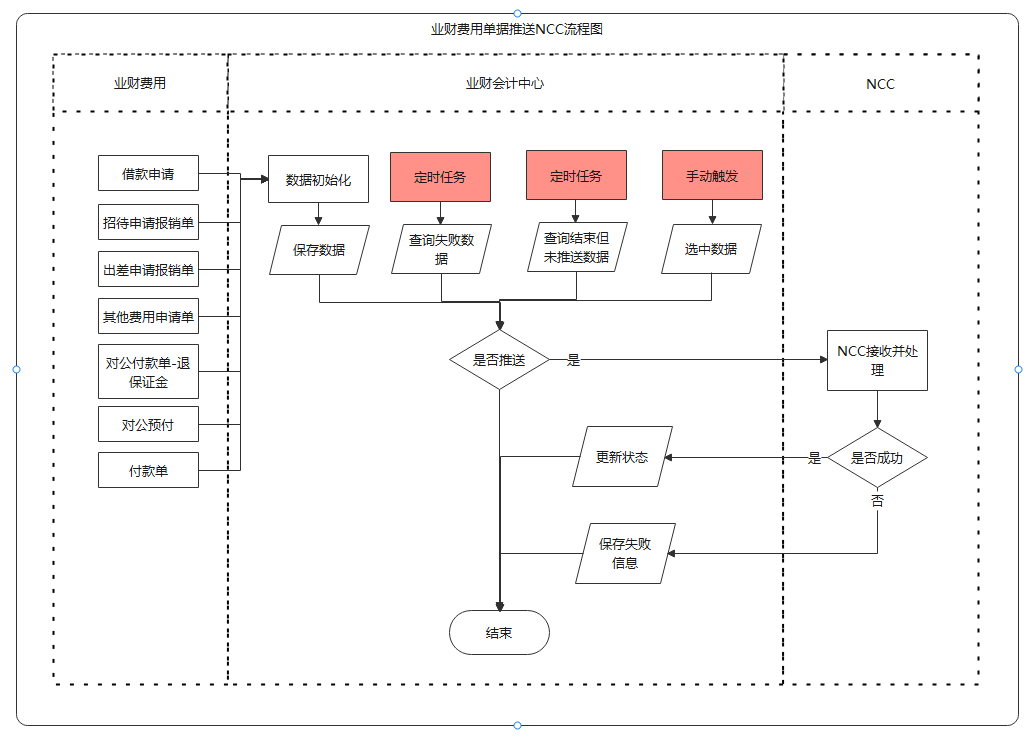 业财费用单据推送NCC流程图
业财费用
业财会计中心
NCC
借款申请
招待申请报销单
出差申请报销单
其他费用申请单
对公付款单-退
保证金
对公预付
付款单
数据初始化
定时任务
定时任务
手动触发
保存数据
查询失败数
据
查询结束但
未推送数据
选中数据
是否推送
是
NCC接收并处
理
更新状态
是
是否成功
否
保存失败
信息
结束